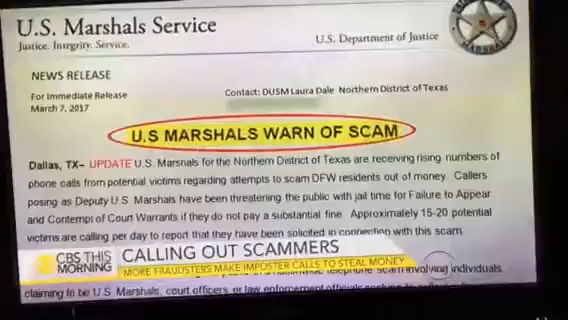 U.S. Marshals Service
Justice. Integrity. Service.
U.S. Department of Justice
MARSHAL
NEWS RELEASE
For Immediate Release
March 7, 2017
Contact: DUSM Laura Dale Northern District of Texas
U.S MARSHALS WARN OF SCAM
Dallas, TX– UPDATE U.S. Marshals for the Northern District of Texas are receiving rising numbers of
phone calls from potential victims regarding attempts to scam DFW residents out of money. Callers
posing as Deputy U.S. Marshals have been threatening the public with jail time for Failure to Appear
and Contempt of Court Warrants if they do not pay a substantial fine. Approximately 15-20 potential
victims are calling per day to report that they have been solicited in connection with this scam.
CBS THIS
MORNING
CALLING OUT SCAMMERS
MORE FRAUDSTERS MAKE IMPOSTER CALLS TO STEAL MONEY
telephone scam involving individuals
claiming to be U.S. Marshals, court officers, or law enforcement officials